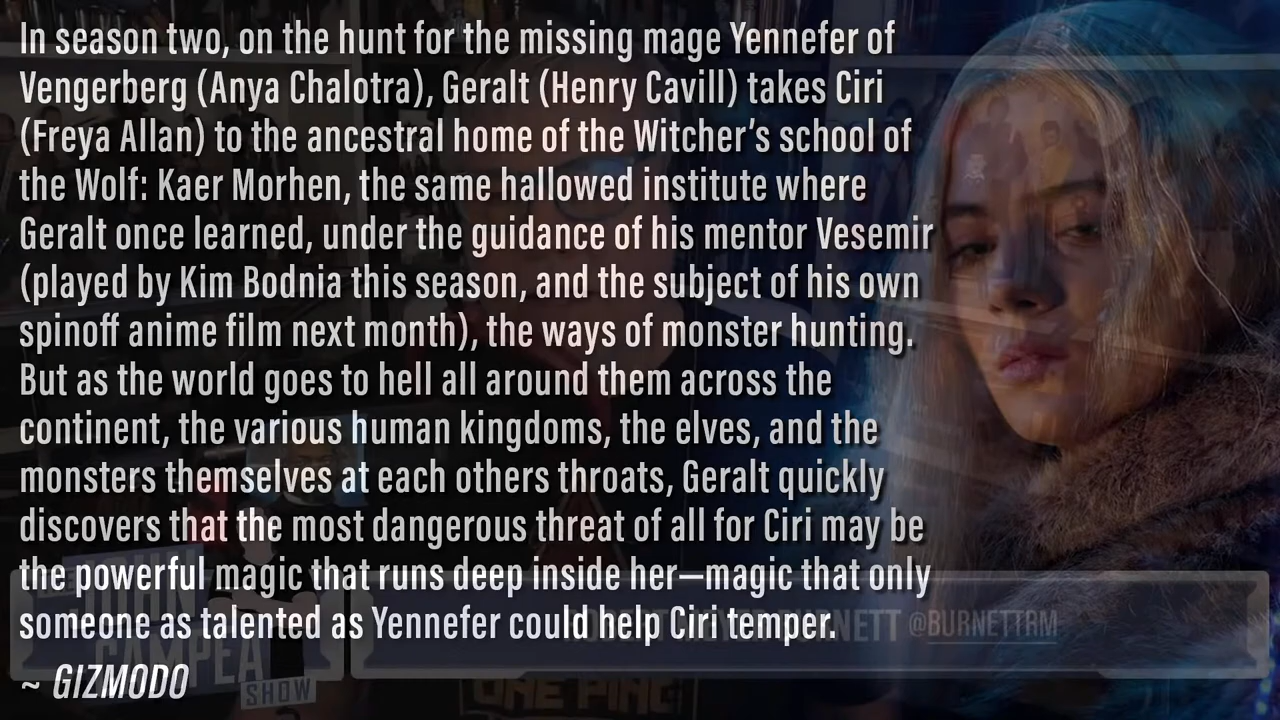 In season two, on the hunt for the missing mage Yennefer of
Vengerberg (Anya Chalotra), Geralt (Henry Cavill) takes Ciri
(Freya Allan) to the ancestral home of the Witcher’s school of
the Wolf: Kaer Morhen, the same hallowed institute where
Geralt once learned, under the guidance of his mentor Vesemir
(played by Kim Bodnia this season, and the subject of his own
spinoff anime film next month), the ways of monster hunting.
But as the world goes to hell all around them across the
continent, the various human kingdoms, the elves, and the
monsters themselves at each others throats, Geralt quickly
discovers that the most dangerous threat of all for Ciri may be
the powerful magic that runs deep inside her—magic that only
someone as talented as Yennefer could help Ciri temper.
~ GIZMODO
THE
CAMPEA
SHOW
BURNETT @BURNETTRM
ONE PING